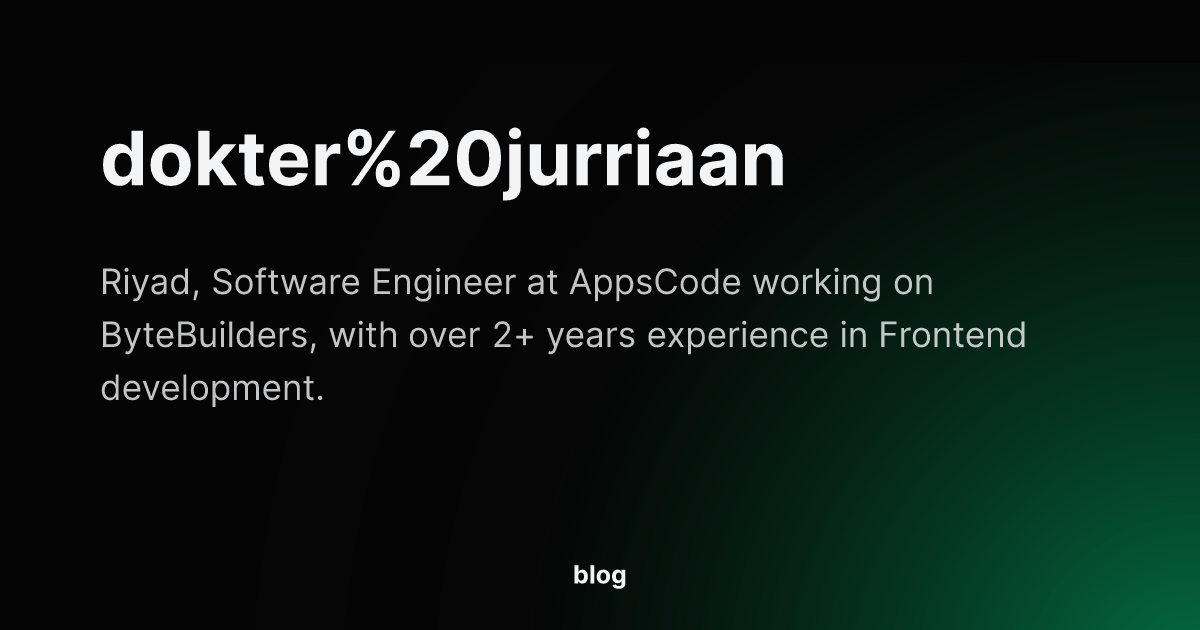 dokter%20jurriaan
Riyad, Software Engineer at AppsCode working on
ByteBuilders, with over 2+ years experience in Frontend
development.
blog